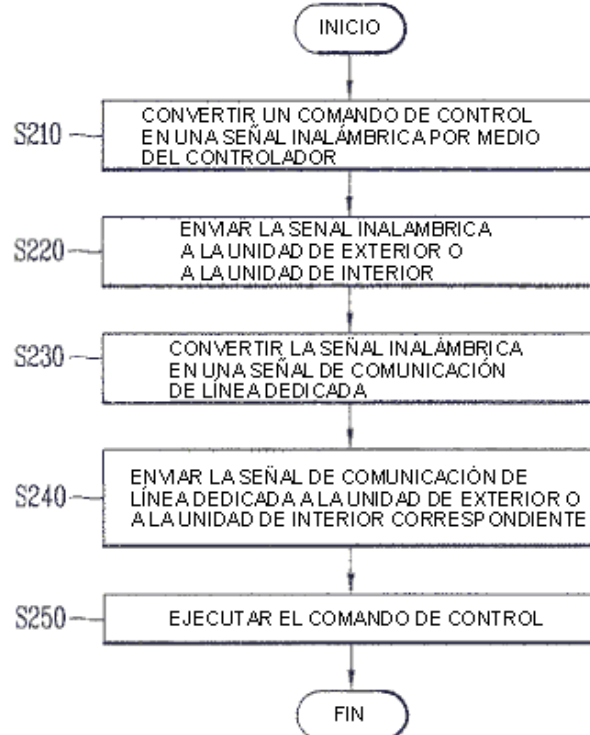 INICIO
S210
CONVERTIR UN COMANDO DE CONTROL
EN UNA SEÑAL INALÁMBRICA POR MEDIO
DEL CONTROLADOR
S220
ENVIAR LA SENAL INALAMBRICA
A LA UNIDAD DE EXTERIOR O
A LA UNIDAD DE INTERIOR
S230
CONVERTIR LA SEÑAL INALÁMBRICA
EN UNA SEÑAL DE COMUNICACIÓN
DE LÍNEA DEDICADA
S240
ENVIAR LA SEÑAL DE COMUNICACIÓN DE
LÍNEA DEDICADA A LA UNIDAD DE EXTERIOR O
A LA UNIDAD DE INTERIOR CORRESPONDIENTE
S250
EJECUTAR EL COMANDO DE CONTROL
FIN